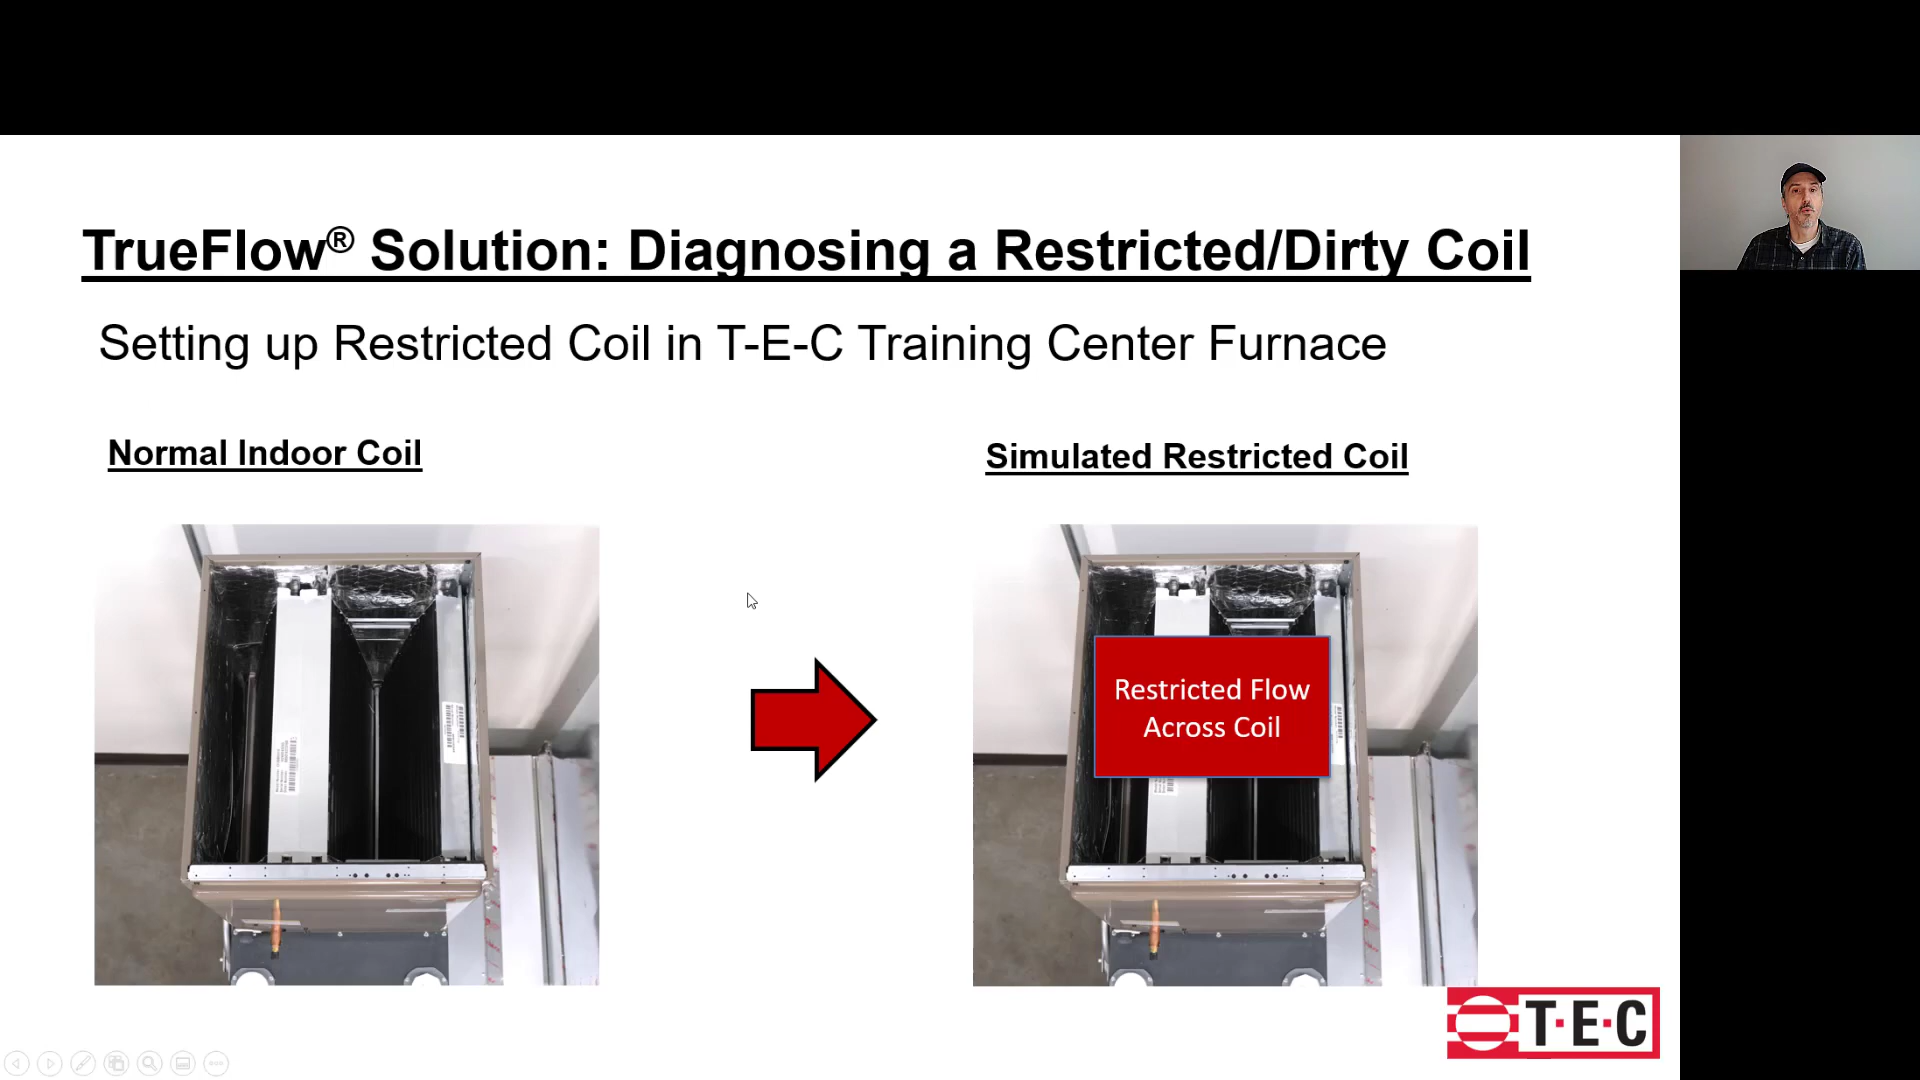 TrueFlow® Solution: Diagnosing a Restricted/Dirty Coil
Setting up Restricted Coil in T-E-C Training Center Furnace
Normal Indoor Coil
Simulated Restricted Coil
Restricted Flow
Across Coil
T·E·C